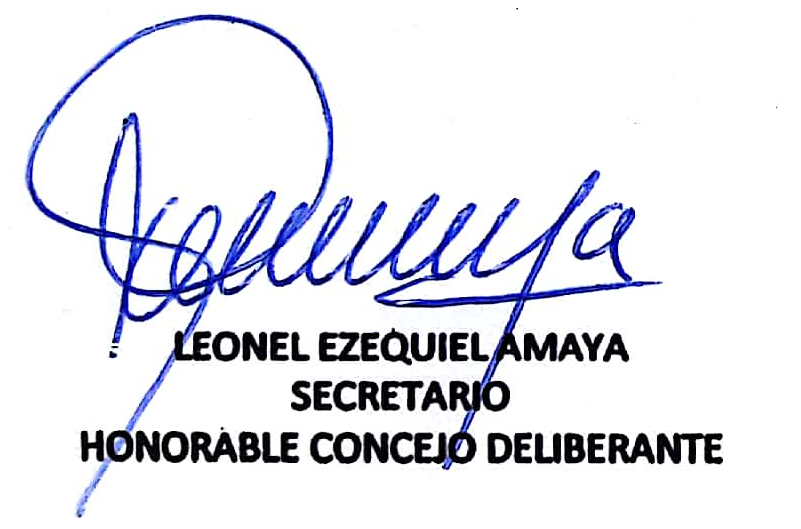 LEONEL EZEQUIEL AMAYA
SECRETARIO
HONORABLE CONCEJO DELIBERANTE